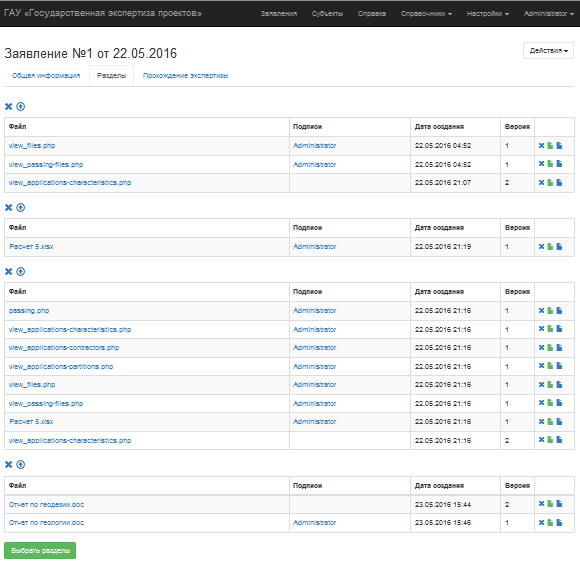 ГАУ «Государственная экспертиза проектов» Заявления Субъекты Справка Справочники Настройки Administrator
Заявление №1 от 22.05.2016 Действия
Общая информация Разделы Прохождение экспертизы
Файл Подписи Дата создания Версия
view_files.php Administrator 22.05.2016 04:52 1
view_passing-files.php Administrator 22.05.2016 04:52 1
view_applications-characteristics.php 22.05.2016 21:07 2
Файл Подписи Дата создания Версия
Расчет 5.xlsx Administrator 22.05.2016 21:19 1
Файл Подписи Дата создания Версия
passing.php Administrator 22.05.2016 21:16 1
view_applications-characteristics.php Administrator 22.05.2016 21:16 1
view_applications-contractors.php Administrator 22.05.2016 21:16 1
view_applications-partitions.php Administrator 22.05.2016 21:16 1
view_files.php Administrator 22.05.2016 21:16 1
view_passing-files.php Administrator 22.05.2016 21:16 1
Расчет 5.xlsx Administrator 22.05.2016 21:16 1
view_applications-characteristics.php 22.05.2016 21:16 2
Файл Подписи Дата создания Версия
Отчет по геодезии.doc 23.05.2016 15:44 2
Отчет по геологии.doc Administrator 23.05.2016 15:46 1
Выбрать разделы